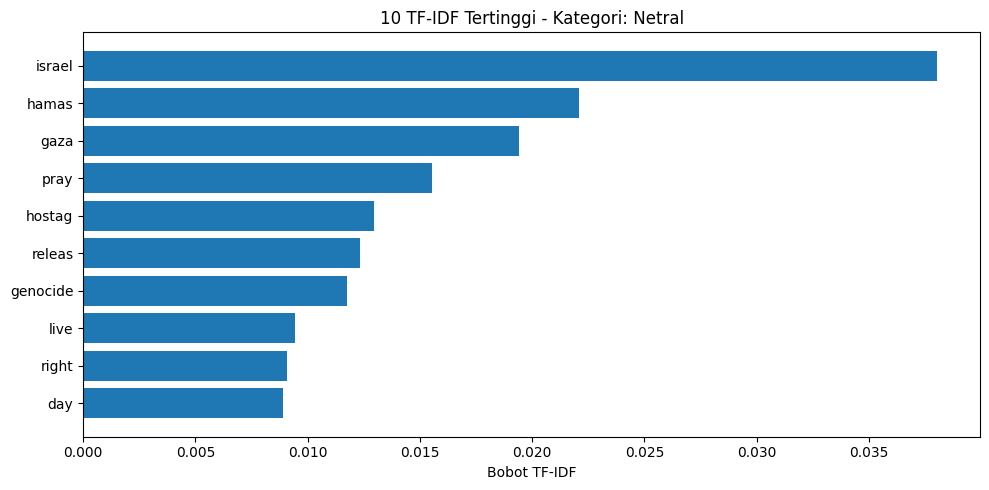 10 TF-IDF Tertinggi - Kategori: Netral
israel
hamas
gaza
pray
hostag
releas
genocide
live
right
day
0.000 0.005 0.010 0.015 0.020 0.025 0.030 0.035
Bobot TF-IDF